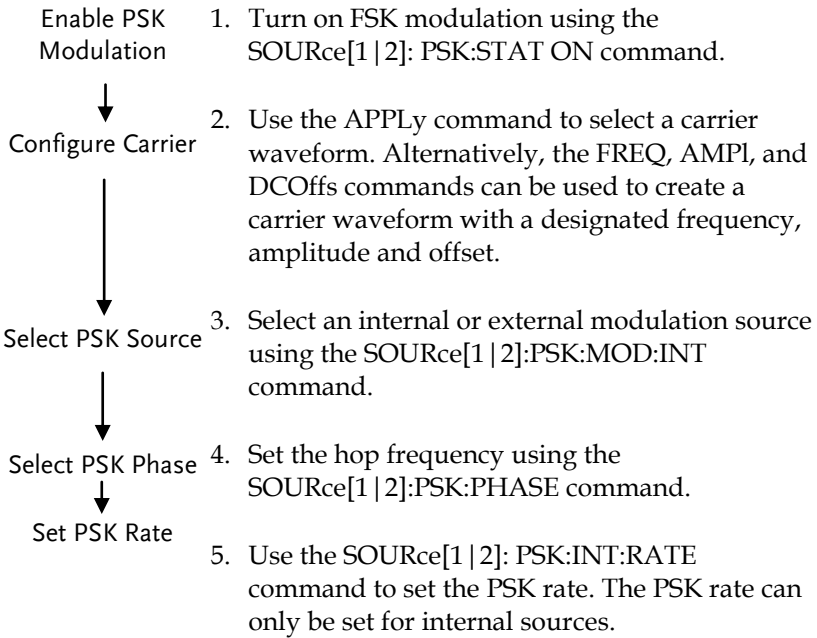 Enable PSK
Modulation
1. Turn on FSK modulation using the
SOURce[1|2]: PSK:STAT ON command.
Configure Carrier
2. Use the APPLy command to select a carrier
waveform. Alternatively, the FREQ, AMPl, and
DCOffs commands can be used to create a
carrier waveform with a designated frequency,
amplitude and offset.
Select PSK Source
3. Select an internal or external modulation source
using the SOURce[1|2]:PSK:MOD:INT
command.
Select PSK Phase
4. Set the hop frequency using the
SOURce[1|2]:PSK:PHASE command.
Set PSK Rate
5. Use the SOURce[1|2]: PSK:INT:RATE
command to set the PSK rate. The PSK rate can
only be set for internal sources.